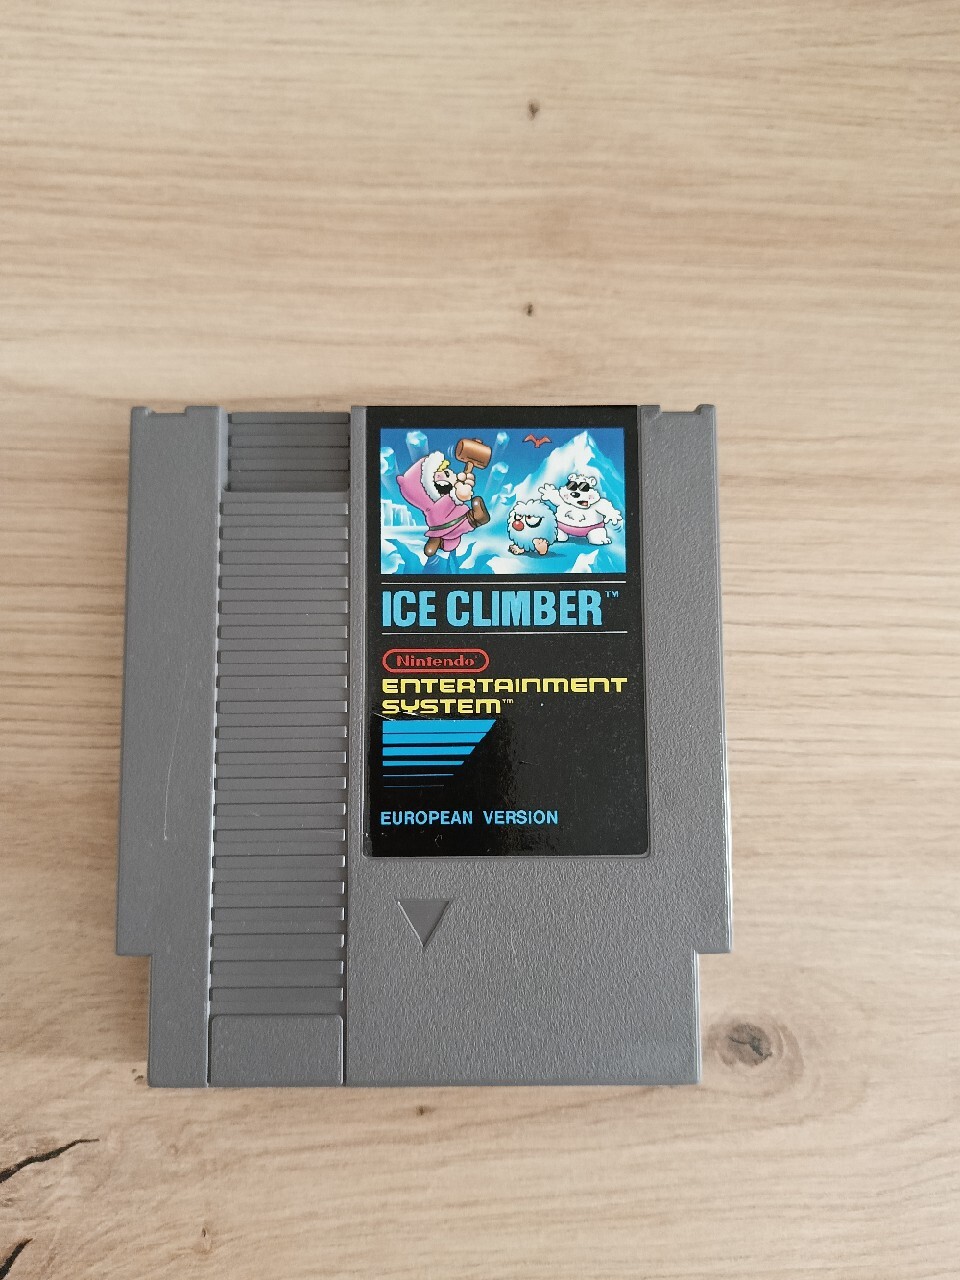 ICE CLIMBER™
Nintendo®
ENTERTAINMENT
SYSTEM™
EUROPEAN VERSION